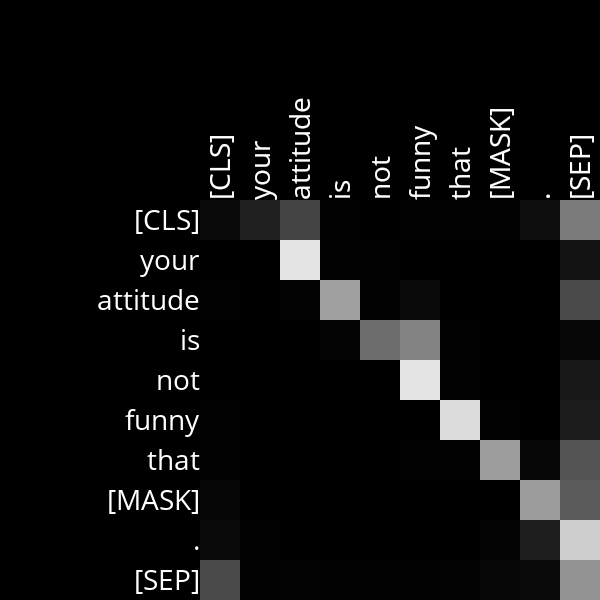 [CLS]
your
attitude
is
not
funny
that
[MASK]
.
[SEP]
[CLS]
your
attitude
is
not
funny
that
[MASK]
.
[SEP]